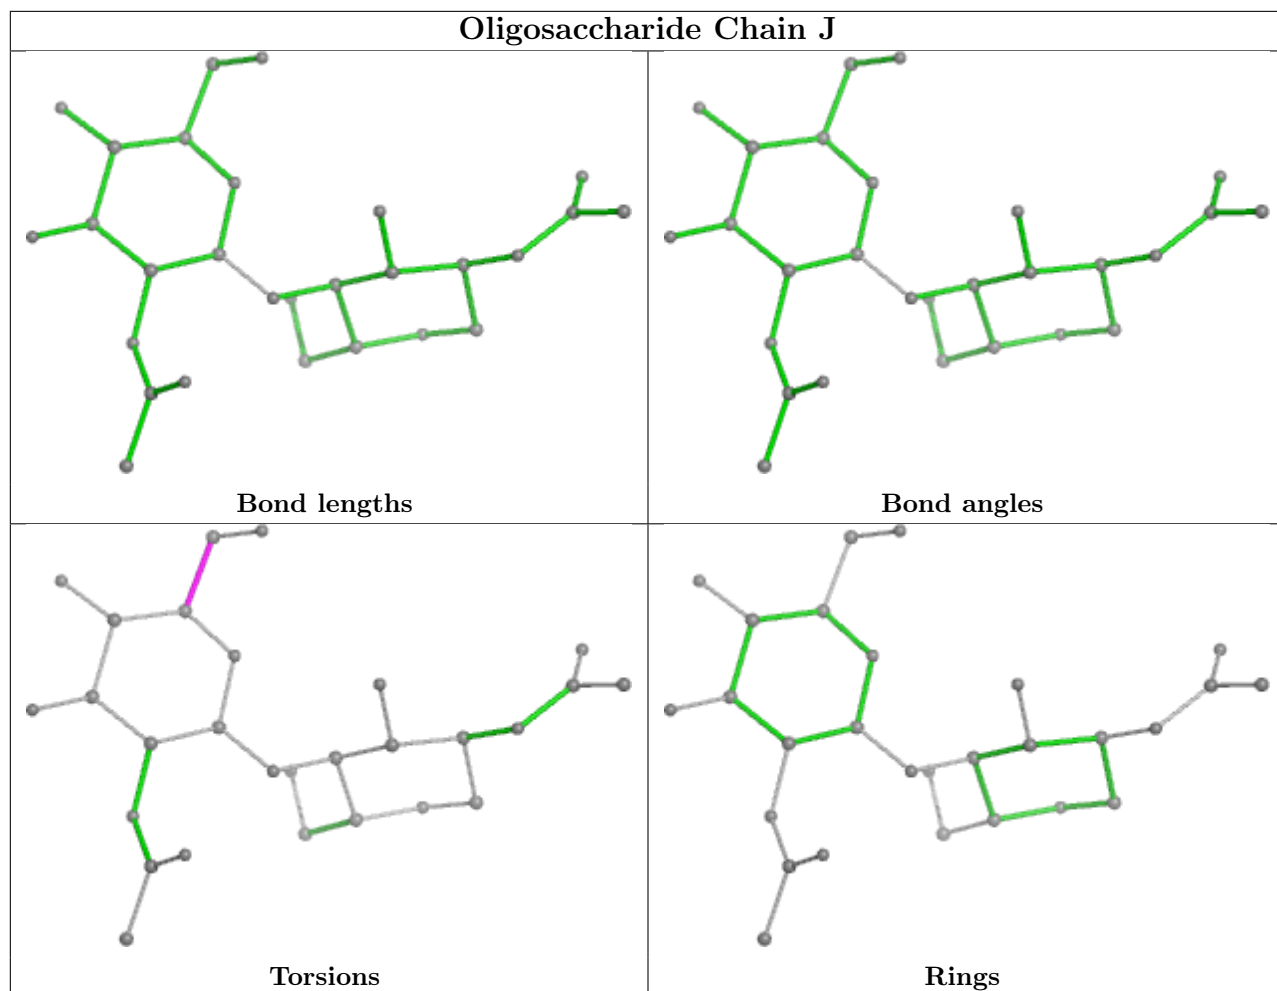 Oligosaccharide Chain J
Bond lengths
Bond angles
Torsions
Rings